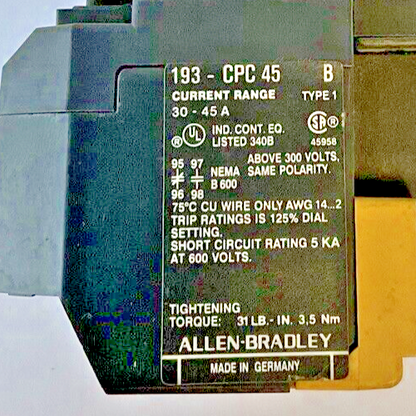 193 - CPC 45 B
CURRENT RANGE TYPE 1
30 - 45 A
® UL IND. CONT. EQ. SA ®
LISTED 340B 45956
95 97 ABOVE 300 VOLTS,
NEMA SAME POLARITY.
B 600
96 98
75°C CU WIRE ONLY AWG 14...2
TRIP RATINGS IS 125% DIAL
SETTING.
SHORT CIRCUIT RATING 5 KA
AT 600 VOLTS.
TIGHTENING
TORQUE: 31 LB.- IN. 3,5 Nm
ALLEN-BRADLEY
MADE IN GERMANY